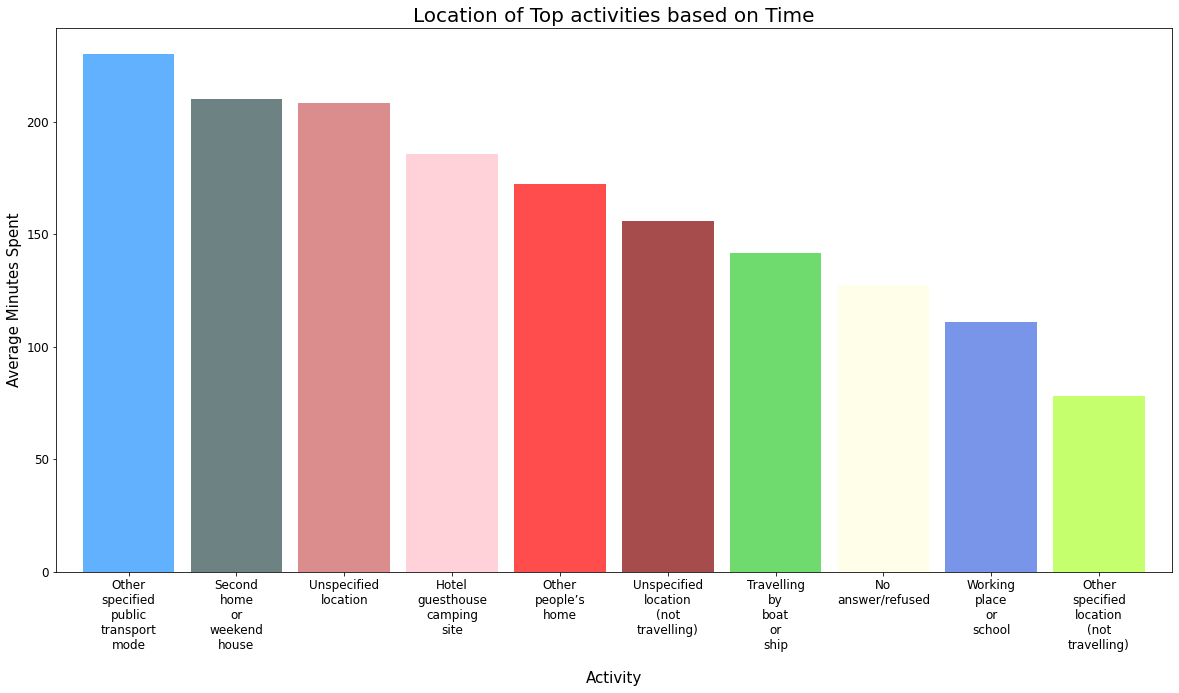 Location of Top activities based on Time
Average Minutes Spent
200
150
100
50
0
Other
specified
public
transport
mode
Second
home
or
weekend
house
Unspecified
location
Hotel
guesthouse
camping
site
Other
people’s
home
Unspecified
location
(not
travelling)
Travelling
by
boat
or
ship
No
answer/refused
Working
place
or
school
Other
specified
location
(not
travelling)
Activity